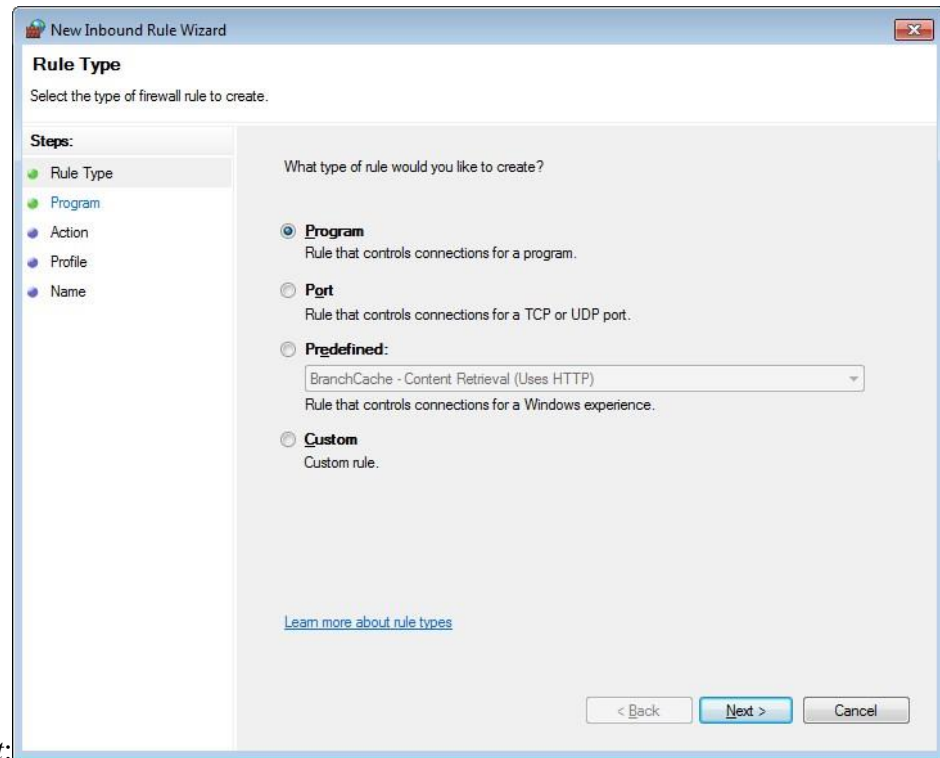 New Inbound Rule Wizard
Rule Type
Select the type of firewall rule to create.
Steps:
Rule Type
Program
Action
Profile
Name
What type of rule would you like to create?
Program
Rule that controls connections for a program.
Port
Rule that controls connections for a TCP or UDP port.
Predefined:
BranchCache - Content Retrieval (Uses HTTP)
Rule that controls connections for a Windows experience.
Custom
Custom rule.
Learn more about rule types
< Back Next > Cancel
t: